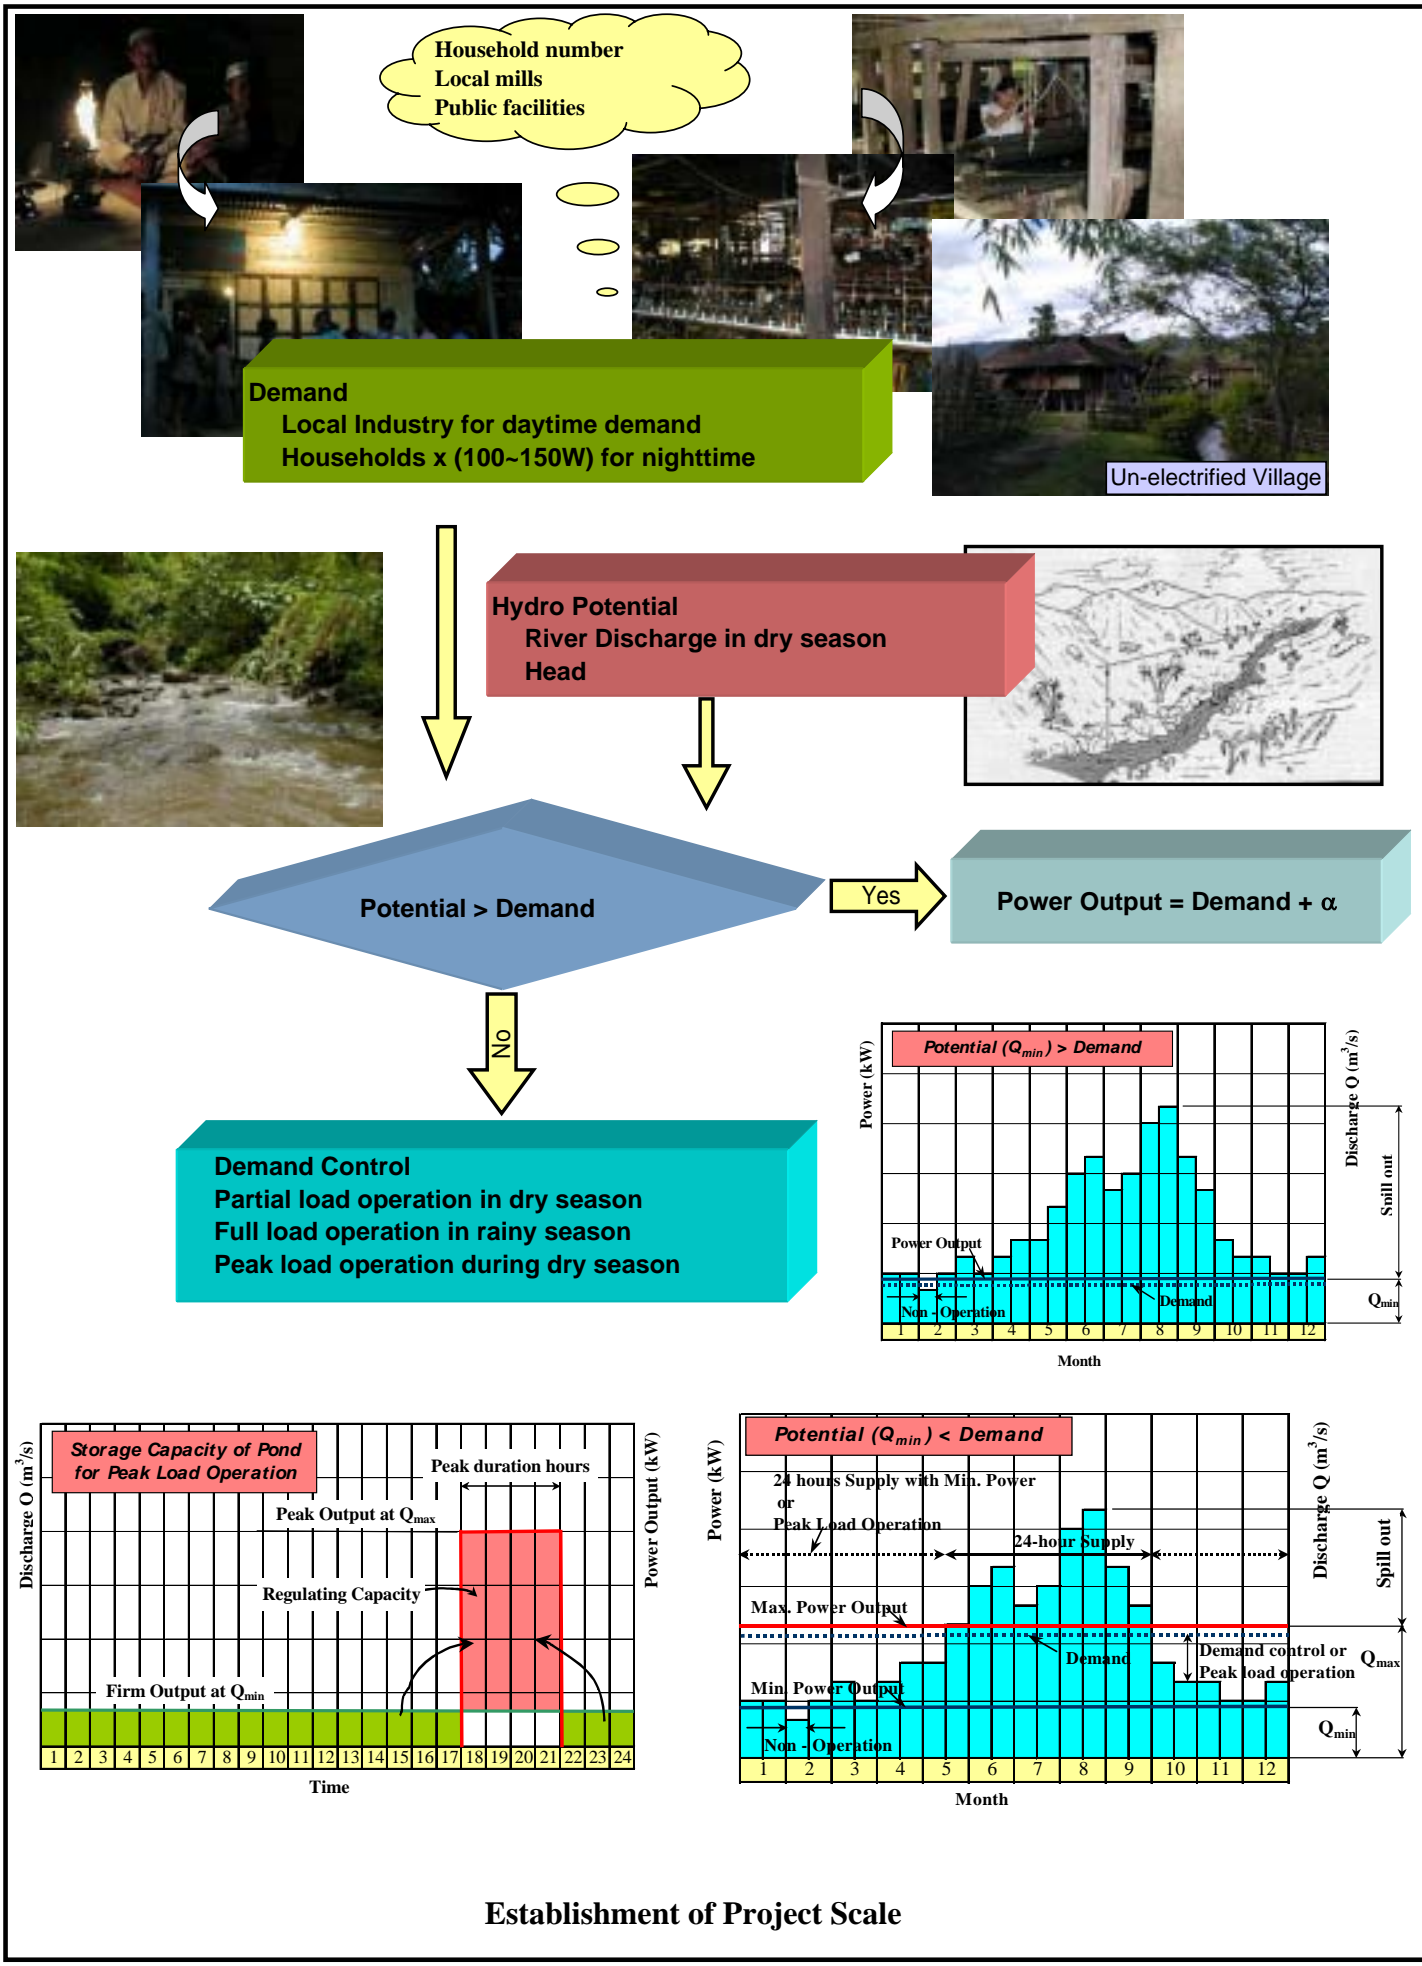 Household number
Local mills
Public facilities
Demand
Local Industry for daytime demand
Households x (100~150W) for nighttime
Un-electrified Village
Hydro Potential
River Discharge in dry season
Head
Potential > Demand
Yes
Power Output = Demand + α
No
Demand Control
Partial load operation in dry season
Full load operation in rainy season
Peak load operation during dry season
Potential (Qmin) > Demand
Power (kW)
Discharge Q (m³/s)
Spill out
Power Output
Demand
Qmin
Non - Operation
1 2 3 4 5 6 7 8 9 10 11 12
Month
Storage Capacity of Pond
for Peak Load Operation
Discharge Q (m³/s)
Power Output (kW)
Peak duration hours
Peak Output at Qmax
Regulating Capacity
Firm Output at Qmin
1 2 3 4 5 6 7 8 9 10 11 12 13 14 15 16 17 18 19 20 21 22 23 24
Time
Potential (Qmin) < Demand
Power (kW)
Discharge Q (m³/s)
24 hours Supply with Min. Power
or
Peak Load Operation
24-hour Supply
Spill out
Max. Power Output
Demand
Demand control or
Peak load operation
Qmax
Min. Power Output
Qmin
Non - Operation
1 2 3 4 5 6 7 8 9 10 11 12
Month
Establishment of Project Scale